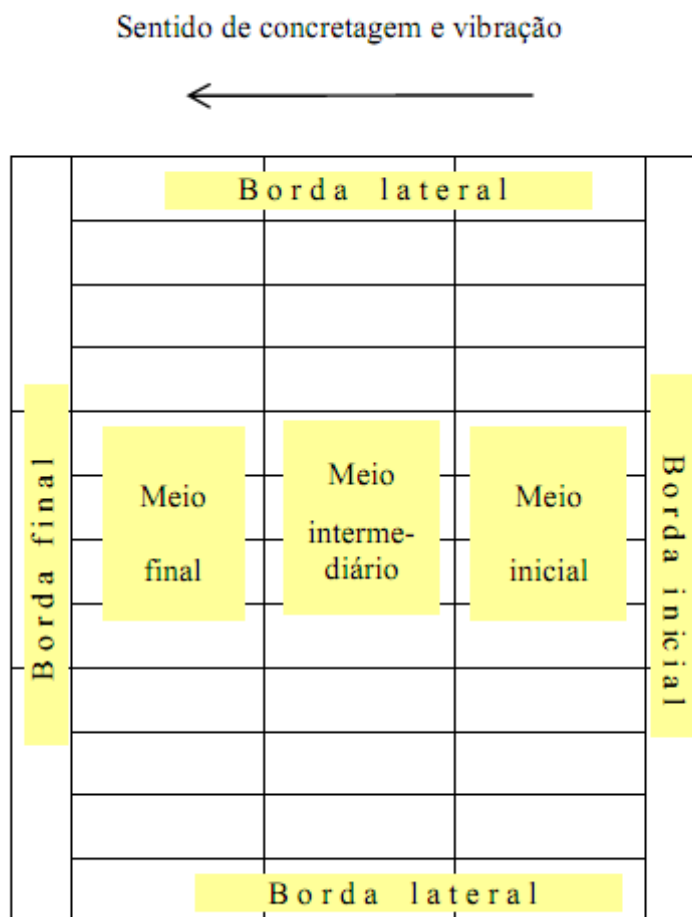 Sentido de concretagem e vibração
Borda lateral
Borda final
Meio
final
Meio
interme-
diário
Meio
inicial
Borda inicial
Borda lateral